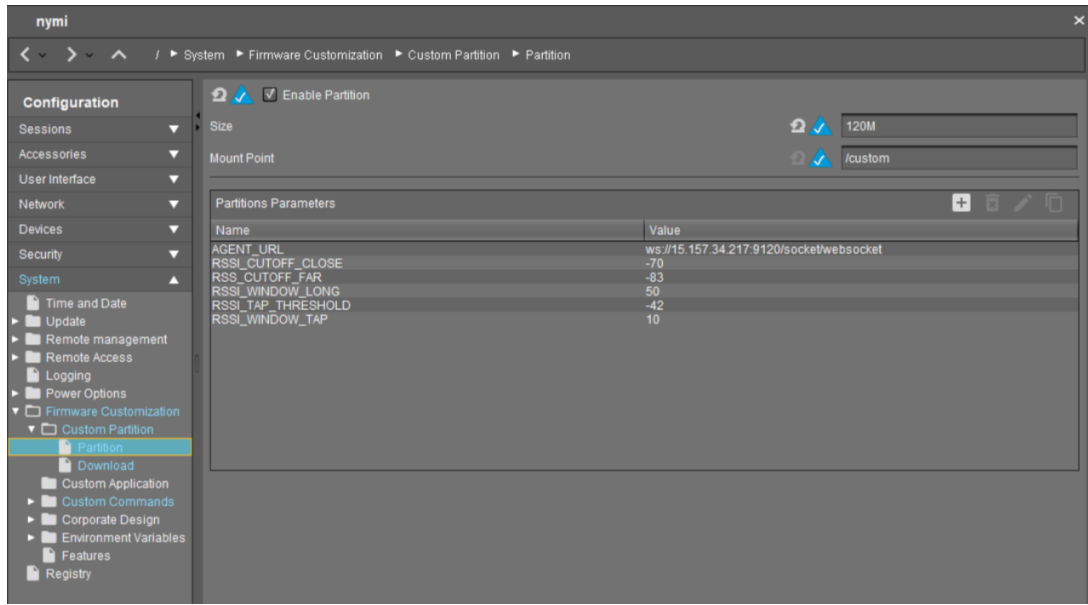 nymi
/ System Firmware Customization Custom Partition Partition
Configuration
Sessions
Accessories
User Interface
Network
Devices
Security
System
Time and Date
Update
Remote management
Remote Access
Logging
Power Options
Firmware Customization
Custom Partition
Partition
Download
Custom Application
Custom Commands
Corporate Design
Environment Variables
Features
Registry
Enable Partition
Size 120M
Mount Point /custom
Partitions Parameters
Name Value
AGENT_URL ws://15.157.34.217:9120/socket/websocket
RSSI_CUTOFF_CLOSE -70
RSS_CUTOFF_FAR -83
RSSI_WINDOW_LONG 50
RSSI_TAP_THRESHOLD -42
RSSI_WINDOW_TAP 10